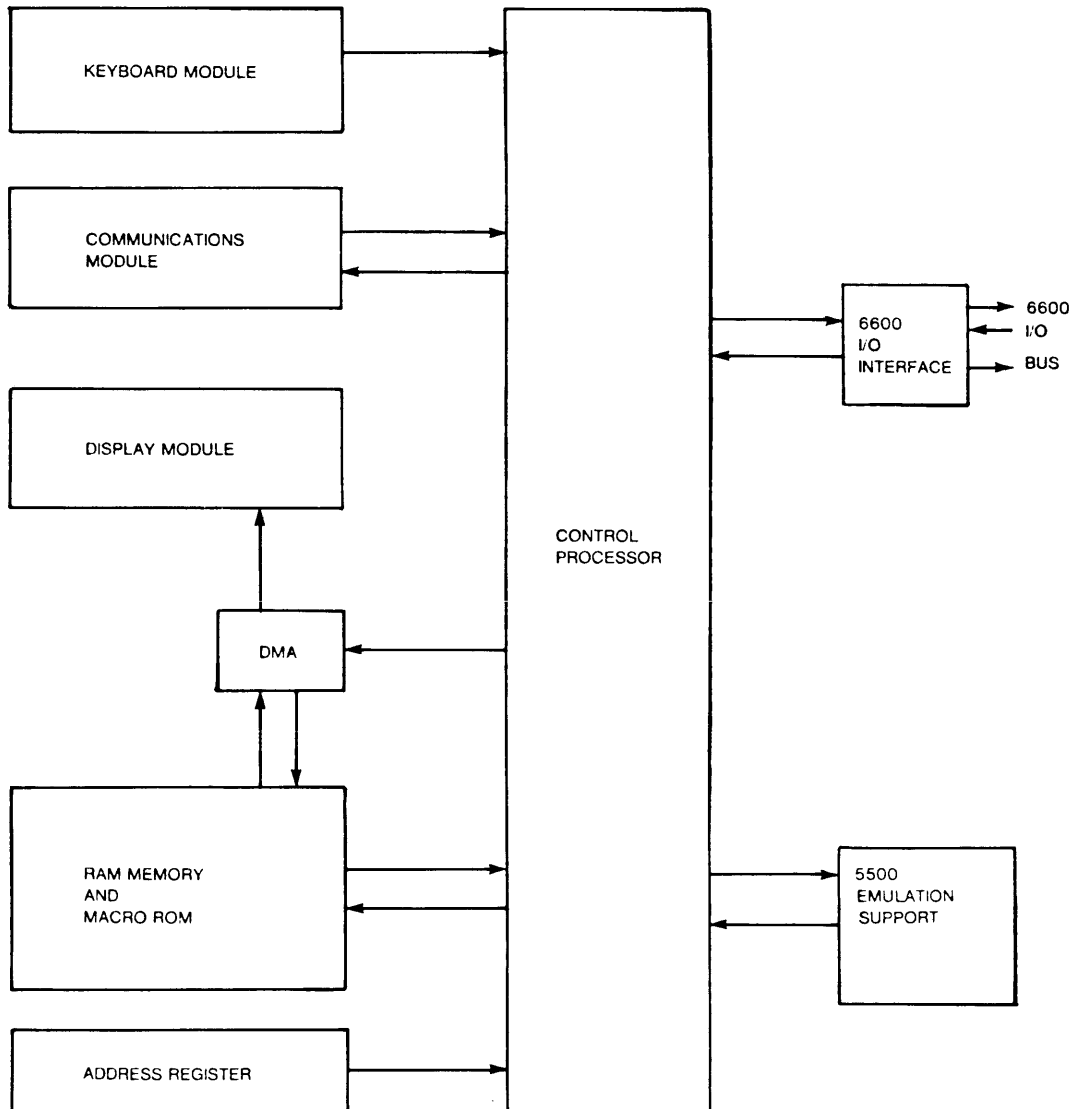 KEYBOARD MODULE
COMMUNICATIONS
MODULE
6600
I/O
INTERFACE
6600
I/O
BUS
DISPLAY MODULE
CONTROL
PROCESSOR
DMA
RAM MEMORY
AND
MACRO ROM
5500
EMULATION
SUPPORT
ADDRESS REGISTER